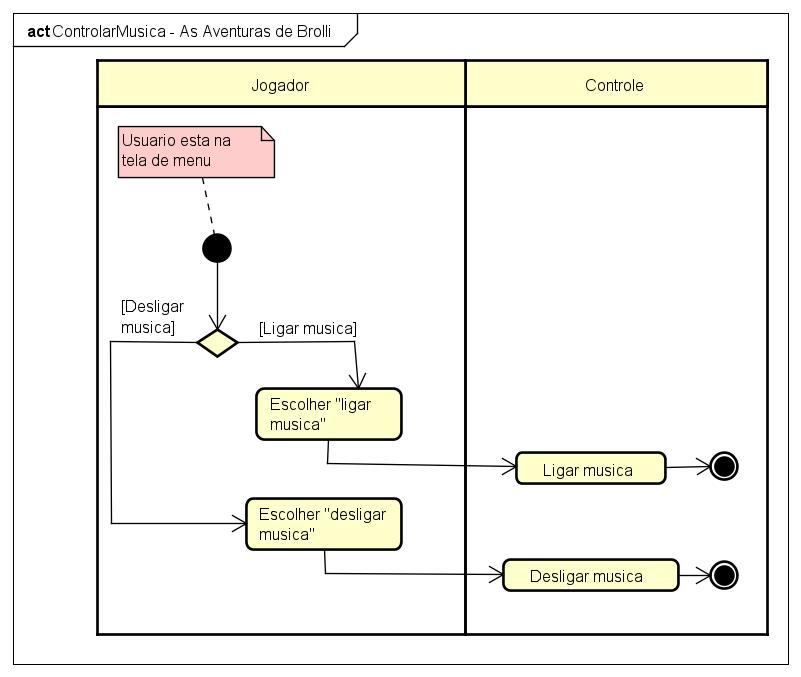 act ControlarMusica - As Aventuras de Brolli
Jogador
Controle
Usuario esta na
tela de menu
[Desligar
musica]
[Ligar musica]
Escolher "ligar
musica"
Ligar musica
Escolher "desligar
musica"
Desligar musica